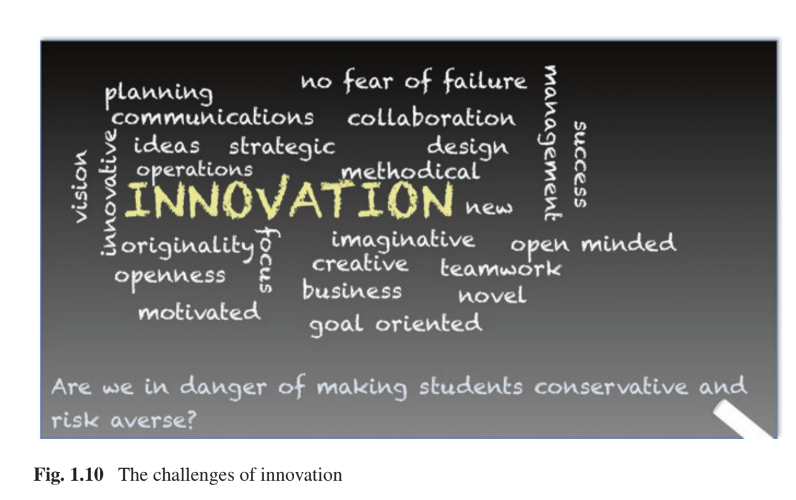 planning
no fear of failure
communications
collaboration
ideas
strategic
design
operations
methodical
management
success
vision
innovative
INNOVATION
new
originality
focus
imaginative
open minded
openness
creative
teamwork
business
novel
motivated
goal oriented
Are we in danger of making students conservative and
risk averse?
Fig. 1.10 The challenges of innovation